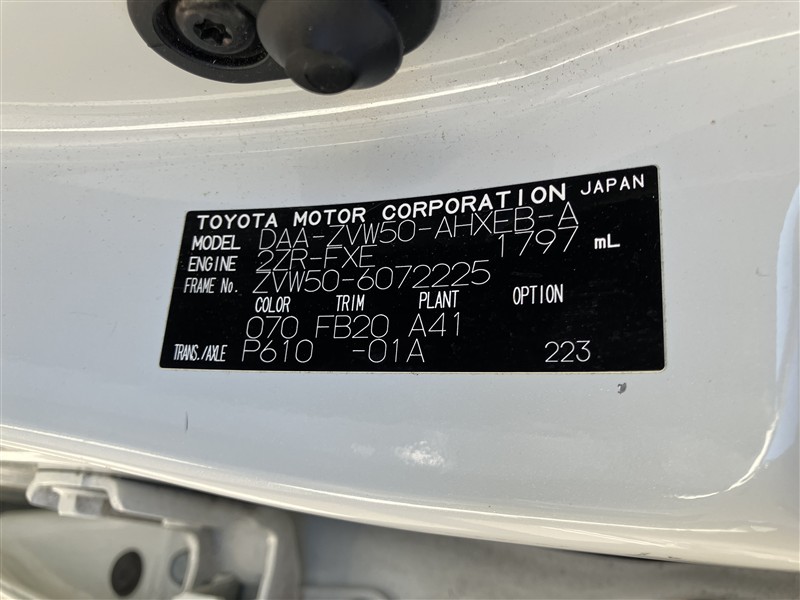 TOYOTA MOTOR CORPORATION JAPAN
MODEL DAA-ZVW50-AHXEB-A
ENGINE 2ZR-FXE 1797 mL
FRAME No. ZVW50-6072225
COLOR TRIM PLANT OPTION
070 FB20 A41
TRANS./AXLE P610 -01A 223